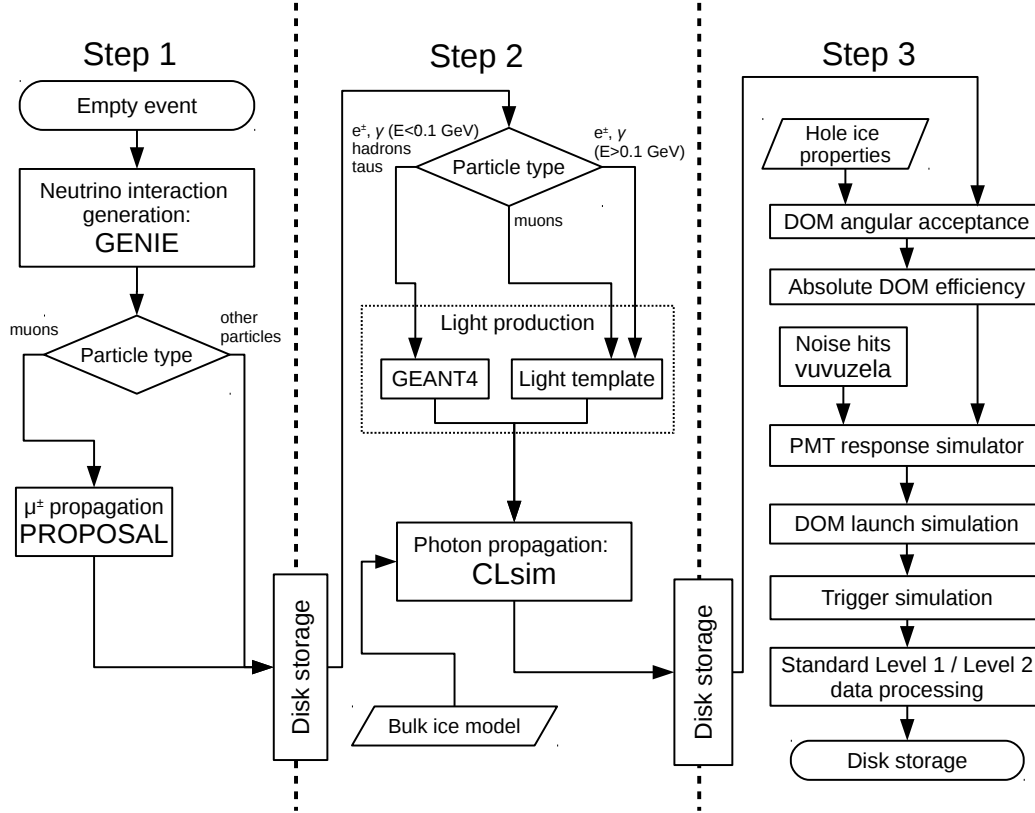 Step 1
Empty event
Neutrino interaction
generation:
GENIE
muons
other
particles
Particle type
μ± propagation
PROPOSAL
Disk storage
Step 2
e±, γ (E<0.1 GeV)
hadrons
taus
e±, γ
(E>0.1 GeV)
Particle type
muons
Light production
GEANT4
Light template
Photon propagation:
CLsim
Bulk ice model
Disk storage
Step 3
Hole ice
properties
DOM angular acceptance
Absolute DOM efficiency
Noise hits
vuvuzela
PMT response simulator
DOM launch simulation
Trigger simulation
Standard Level 1 / Level 2
data processing
Disk storage